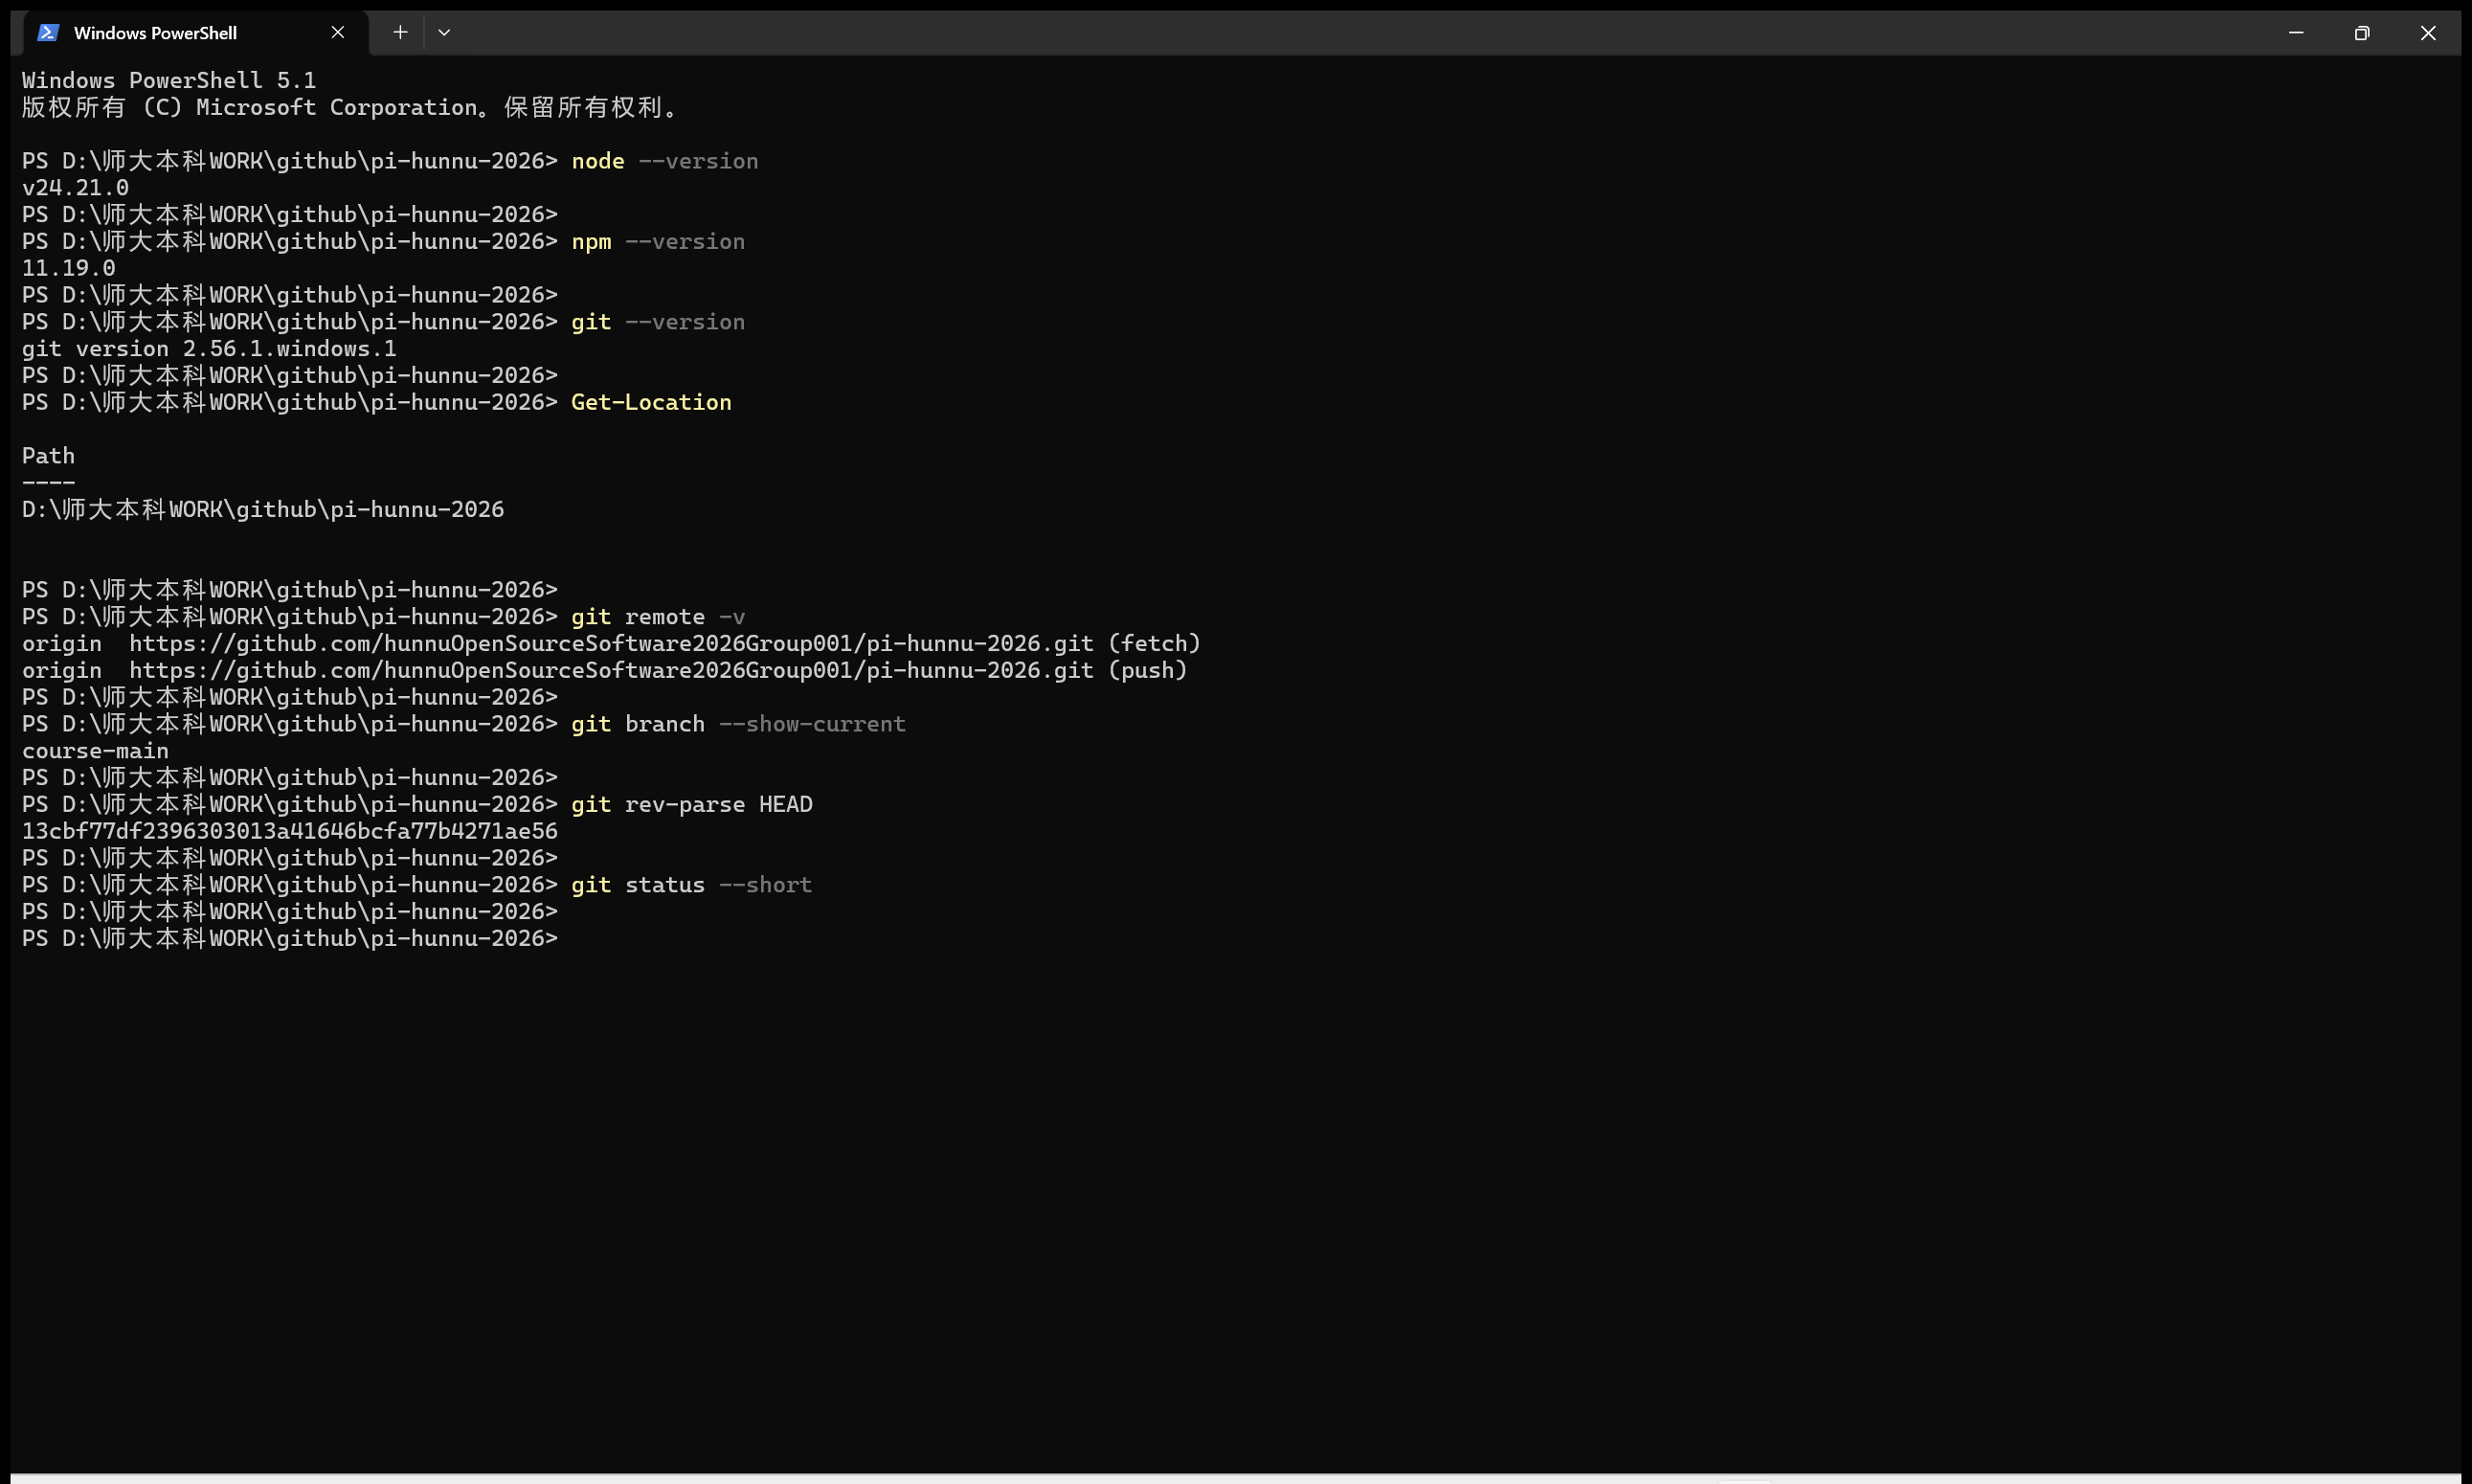 Windows PowerShell
Windows PowerShell 5.1
版权所有 (C) Microsoft Corporation。保留所有权利。
PS D:\师大本科WORK\github\pi-hunnu-2026> node --version
v24.21.0
PS D:\师大本科WORK\github\pi-hunnu-2026>
PS D:\师大本科WORK\github\pi-hunnu-2026> npm --version
11.19.0
PS D:\师大本科WORK\github\pi-hunnu-2026>
PS D:\师大本科WORK\github\pi-hunnu-2026> git --version
git version 2.56.1.windows.1
PS D:\师大本科WORK\github\pi-hunnu-2026>
PS D:\师大本科WORK\github\pi-hunnu-2026> Get-Location
Path
----
D:\师大本科WORK\github\pi-hunnu-2026
PS D:\师大本科WORK\github\pi-hunnu-2026>
PS D:\师大本科WORK\github\pi-hunnu-2026> git remote -v
origin  https://github.com/hunnuOpenSourceSoftware2026Group001/pi-hunnu-2026.git (fetch)
origin  https://github.com/hunnuOpenSourceSoftware2026Group001/pi-hunnu-2026.git (push)
PS D:\师大本科WORK\github\pi-hunnu-2026>
PS D:\师大本科WORK\github\pi-hunnu-2026> git branch --show-current
course-main
PS D:\师大本科WORK\github\pi-hunnu-2026>
PS D:\师大本科WORK\github\pi-hunnu-2026> git rev-parse HEAD
13cbf77df2396303013a41646bcfa77b4271ae56
PS D:\师大本科WORK\github\pi-hunnu-2026>
PS D:\师大本科WORK\github\pi-hunnu-2026> git status --short
PS D:\师大本科WORK\github\pi-hunnu-2026>
PS D:\师大本科WORK\github\pi-hunnu-2026>